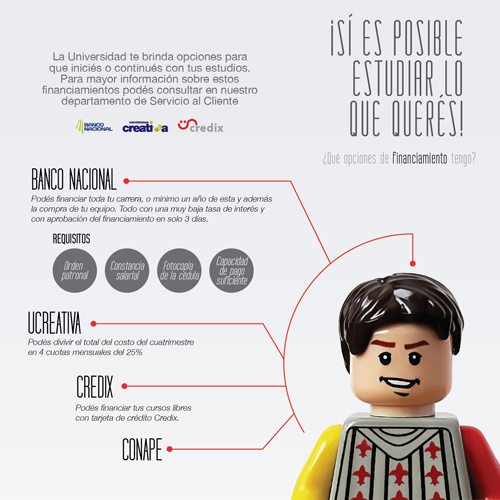 ¡SÍ ES POSIBLE
ESTUDIAR LO
QUE QUERÉS!
¿Qué opciones de financiamiento tengo?
La Universidad te brinda opciones para
que iniciés o continués con tus estudios.
Para mayor información sobre estos
financiamientos podés consultar en nuestro
departamento de Servicio al Cliente
BANCO
NACIONAL
UNIVERSIDAD
creativa
credix
BANCO NACIONAL
Podés financiar toda tu carrera, o mínimo un año de esta y además
la compra de tu equipo. Todo con una muy baja tasa de interés y
con aprobación del financiamiento en solo 3 días.
REQUISITOS
Orden
patronal
Constancia
salarial
Fotocopia
de la cédula
Capacidad
de pago
suficiente
UCREATIVA
Podés divivir el total del costo del cuatrimestre
en 4 cuotas mensuales del 25%
CREDIX
Podés financiar tus cursos libres
con tarjeta de crédito Credix.
CONAPE